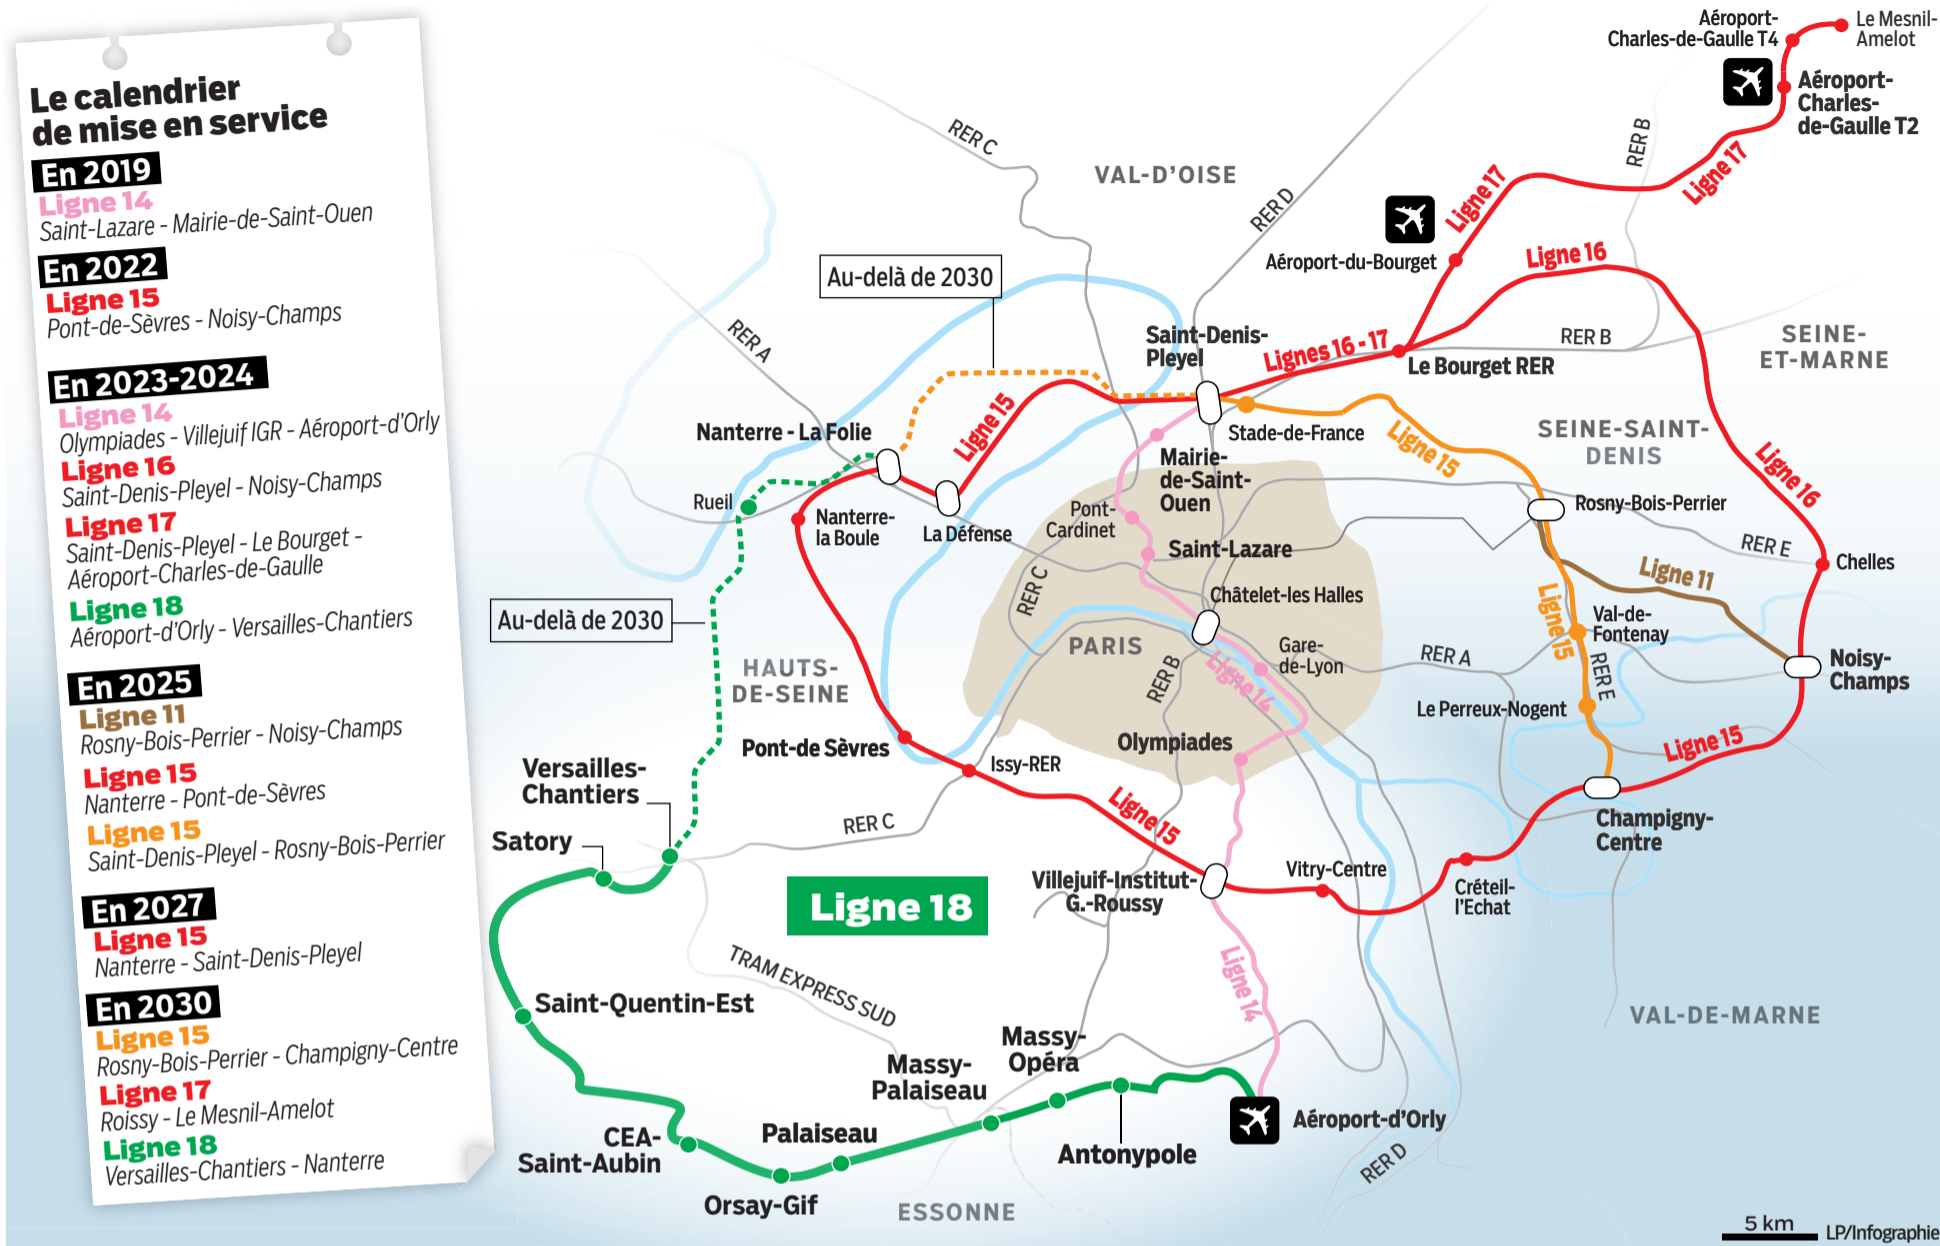 Le calendrier
de mise en service
En 2019
Ligne 14
Saint-Lazare - Mairie-de-Saint-Ouen
En 2022
Ligne 15
Pont-de-Sèvres - Noisy-Champs
En 2023-2024
Ligne 14
Olympiades - Villejuif IGR - Aéroport-d'Orly
Ligne 16
Saint-Denis-Pleyel - Noisy-Champs
Ligne 17
Saint-Denis-Pleyel - Le Bourget -
Aéroport-Charles-de-Gaulle
Ligne 18
Aéroport-d'Orly - Versailles-Chantiers
En 2025
Ligne 11
Rosny-Bois-Perrier - Noisy-Champs
Ligne 15
Nanterre - Pont-de-Sèvres
Ligne 15
Saint-Denis-Pleyel - Rosny-Bois-Perrier
En 2027
Ligne 15
Nanterre - Saint-Denis-Pleyel
En 2030
Ligne 15
Rosny-Bois-Perrier - Champigny-Centre
Ligne 17
Roissy - Le Mesnil-Amelot
Ligne 18
Versailles-Chantiers - Nanterre
Aéroport-
Charles-de-Gaulle T4
Le Mesnil-
Amelot
Aéroport-
Charles-
de-Gaulle T2
RER C
VAL-D'OISE
RER D
RER B
Ligne 17
Ligne 17
Aéroport-du-Bourget
Ligne 16
Au-delà de 2030
RER A
Saint-Denis-
Pleyel
Lignes 16 - 17
Le Bourget RER
RER B
SEINE-
ET-MARNE
Nanterre - La Folie
Ligne 15
Stade-de-France
Ligne 15
SEINE-SAINT-
DENIS
Ligne 16
Mairie-
de-Saint-
Ouen
Rueil
Nanterre-
la Boule
La Défense
Pont-
Cardinet
Saint-Lazare
Rosny-Bois-Perrier
RER E
Chelles
Ligne 11
RER C
Châtelet-les Halles
Au-delà de 2030
PARIS
Ligne 15
Val-de-
Fontenay
HAUTS-
DE-SEINE
RER B
Ligne 14
Gare-
de-Lyon
RER A
RER E
Noisy-
Champs
Le Perreux-Nogent
Pont-de Sèvres
Olympiades
Ligne 15
Versailles-
Chantiers
Issy-RER
Satory
RER C
Ligne 15
Champigny-
Centre
Villejuif-Institut-
G.-Roussy
Vitry-Centre
Créteil-
l'Echat
Ligne 18
TRAM EXPRESS SUD
Ligne 14
Saint-Quentin-Est
VAL-DE-MARNE
Massy-
Opéra
Massy-
Palaiseau
CEA-
Saint-Aubin
Palaiseau
Antonypole
Aéroport-d'Orly
RER D
Orsay-Gif
ESSONNE
5 km
LP/Infographie